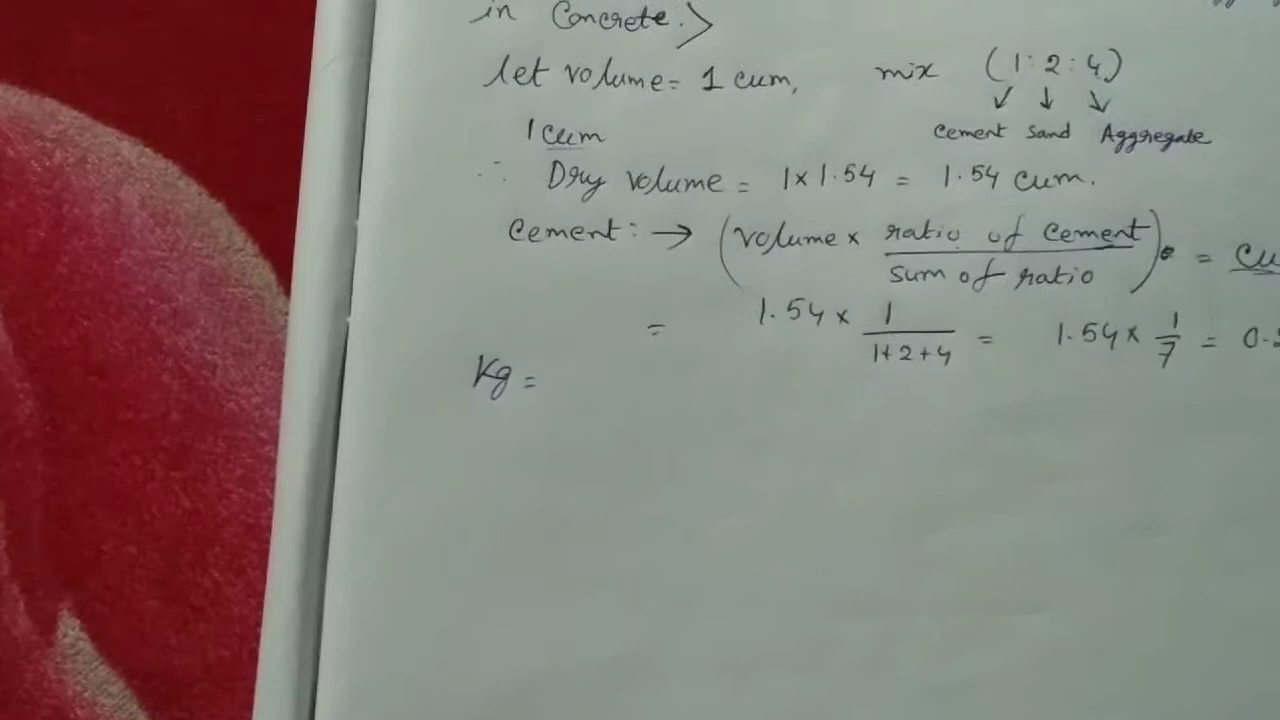 in Concrete.>
let volume = 1 cum, mix (1:2:4)
1 cum
cement sand Aggregate
∴ Dry volume = 1 x 1.54 = 1.54 cum.
cement: → (volume x ratio of cement / sum of ratio) =
= 1.54 x 1 / 1+2+4 = 1.54 x 1/7 = 0.
Kg =